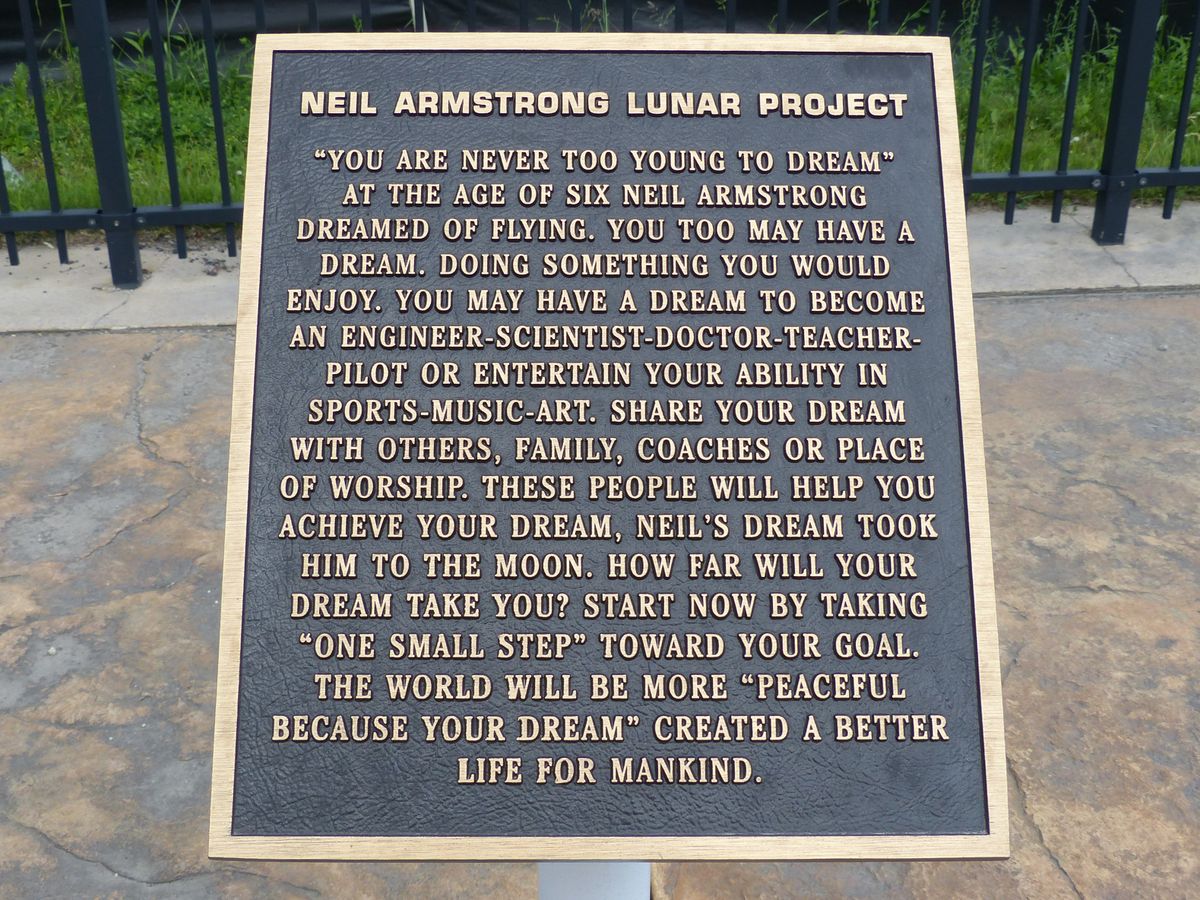 NEIL ARMSTRONG LUNAR PROJECT
“YOU ARE NEVER TOO YOUNG TO DREAM”
AT THE AGE OF SIX NEIL ARMSTRONG
DREAMED OF FLYING. YOU TOO MAY HAVE A
DREAM. DOING SOMETHING YOU WOULD
ENJOY. YOU MAY HAVE A DREAM TO BECOME
AN ENGINEER-SCIENTIST-DOCTOR-TEACHER-
PILOT OR ENTERTAIN YOUR ABILITY IN
SPORTS-MUSIC-ART. SHARE YOUR DREAM
WITH OTHERS, FAMILY, COACHES OR PLACE
OF WORSHIP. THESE PEOPLE WILL HELP YOU
ACHIEVE YOUR DREAM, NEIL’S DREAM TOOK
HIM TO THE MOON. HOW FAR WILL YOUR
DREAM TAKE YOU? START NOW BY TAKING
“ONE SMALL STEP” TOWARD YOUR GOAL.
THE WORLD WILL BE MORE “PEACEFUL
BECAUSE YOUR DREAM” CREATED A BETTER
LIFE FOR MANKIND.